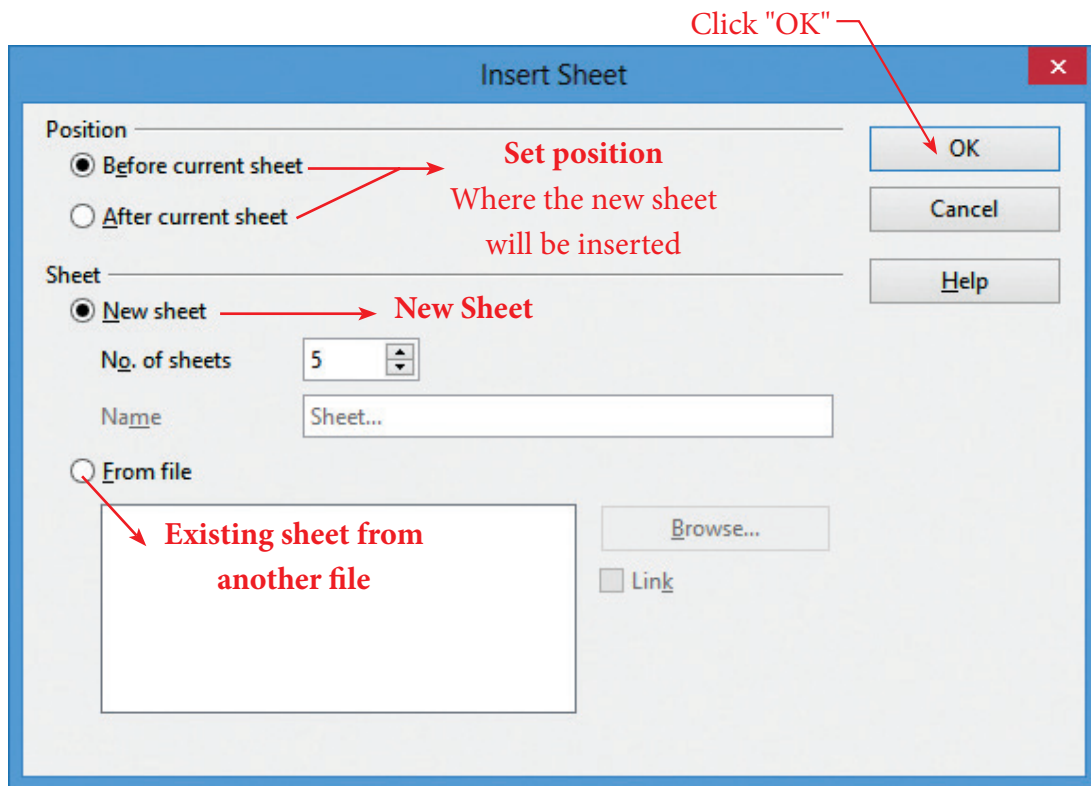 Click "OK"
Insert Sheet
Position
Before current sheet
Set position
OK
After current sheet
Where the new sheet
will be inserted
Cancel
Sheet
Help
New sheet
New Sheet
No. of sheets
5
Name
Sheet...
From file
Existing sheet from
another file
Browse...
Link